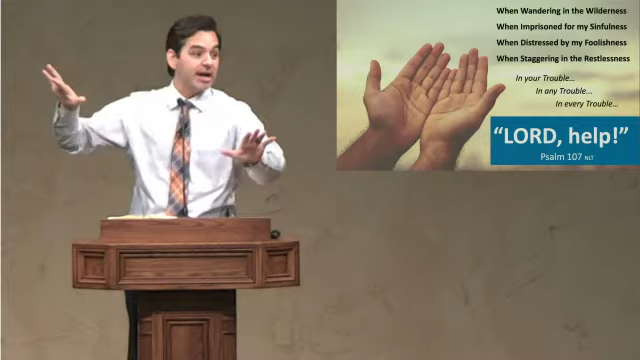 When Wandering in the Wilderness
When Imprisoned for my Sinfulness
When Distressed by my Foolishness
When Staggering in the Restlessness
In your Trouble...
In any Trouble...
In every Trouble...
“LORD, help!”
Psalm 107 NLT